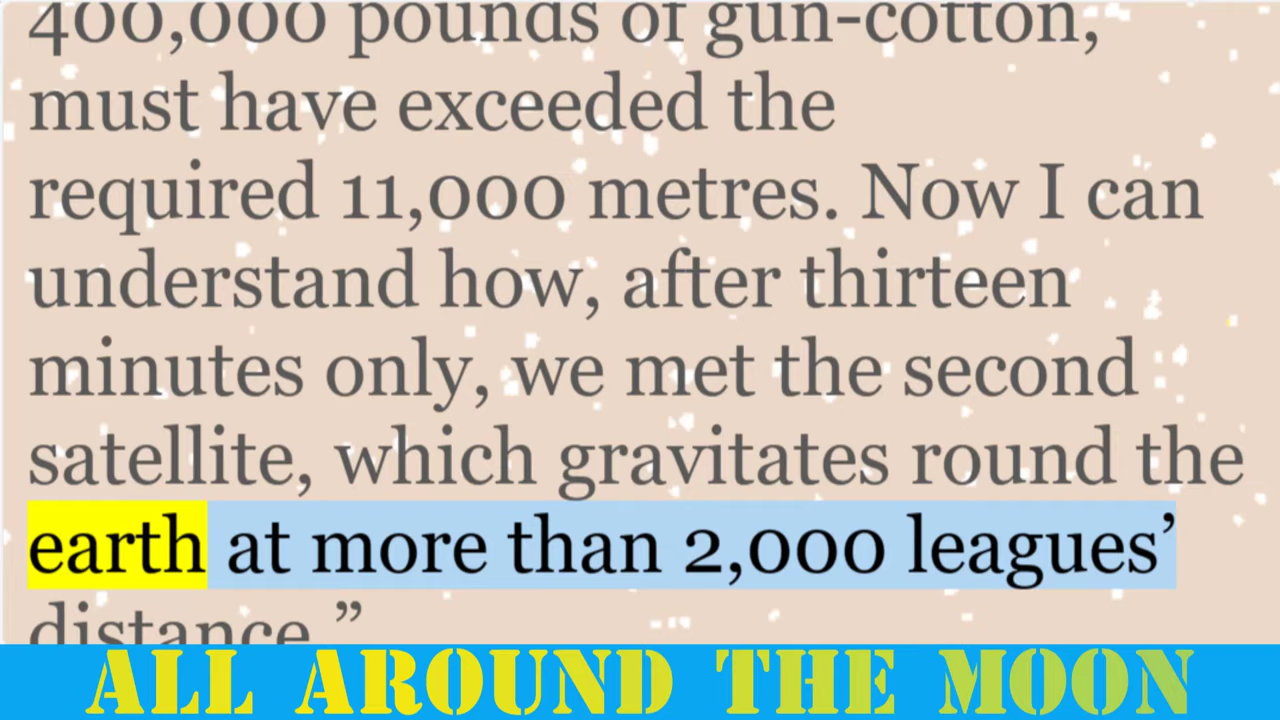 400,000 pounds of gun-cotton,
must have exceeded the
required 11,000 metres. Now I can
understand how, after thirteen
minutes only, we met the second
satellite, which gravitates round the
earth at more than 2,000 leagues’
distance.”
ALL AROUND THE MOON